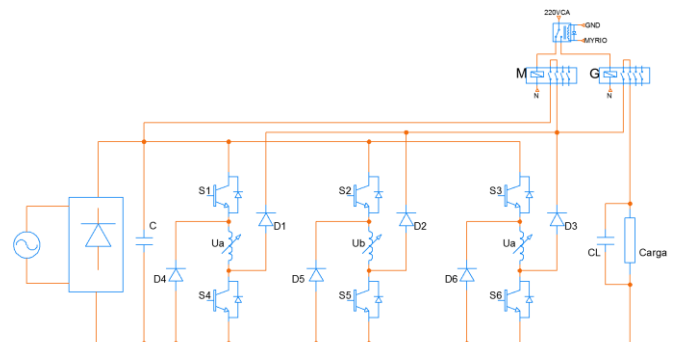 220VCA
GND
MYRIO
M
G
N
N
S1
S2
S3
C
D1
D2
D3
Ua
Ub
Ua
CL
Carga
D4
D5
D6
S4
S5
S6